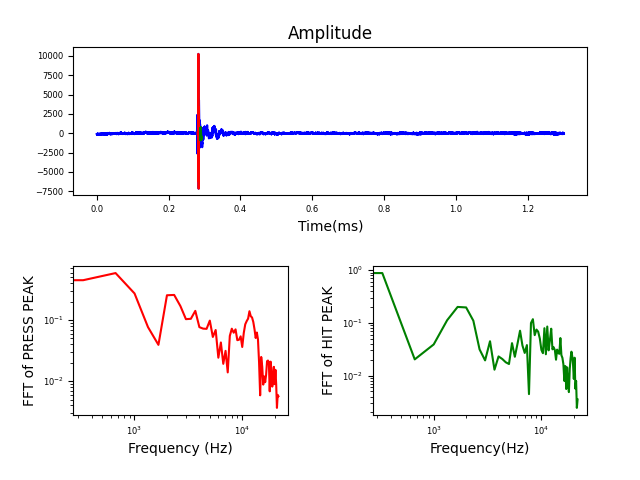 Amplitude
10000
7500
5000
2500
0
−2500
−5000
−7500
0.0 0.2 0.4 0.6 0.8 1.0 1.2
Time(ms)
FFT of PRESS PEAK
10⁻¹
10⁻²
10³ 10⁴
Frequency (Hz)
FFT of HIT PEAK
10⁰
10⁻¹
10⁻²
10³ 10⁴
Frequency(Hz)